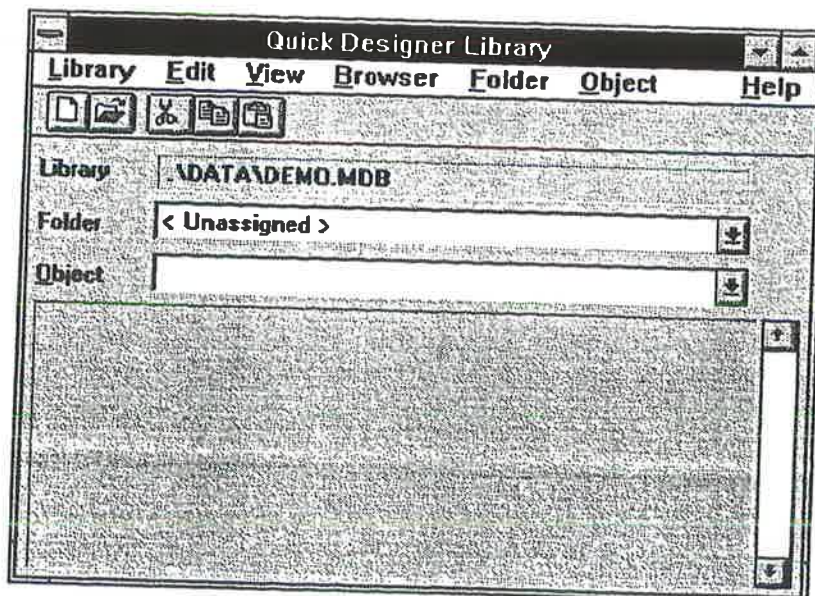 Quick Designer Library
Library Edit View Browser Folder Object Help
Library .\DATA\DEMO.MDB
Folder < Unassigned >
Object